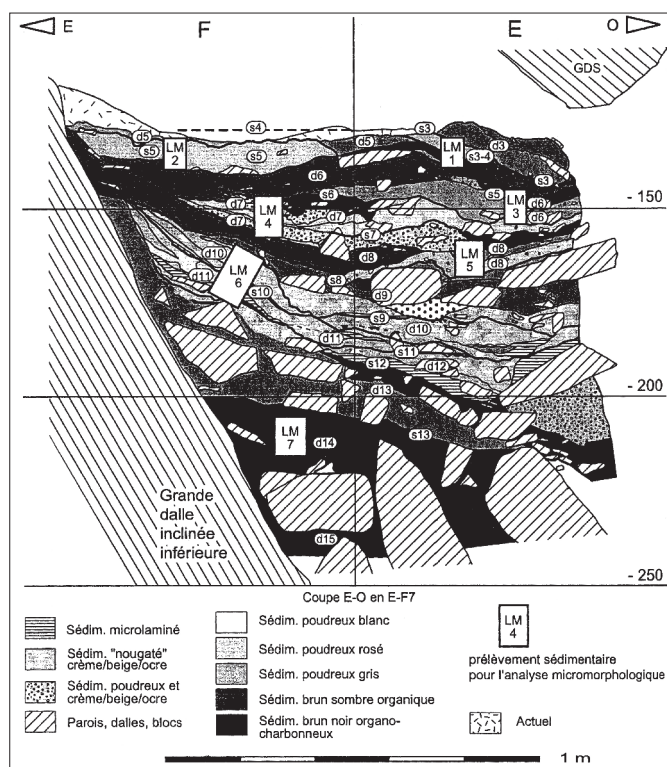 E F E O
GDS
s4 s3
d5 d5 d3
s5 LM 2 s5 LM 1 s3-4
d6 s3
s6 s5 LM 3 d6
d7 d7 d6
- 150
LM 4
d7 s7
d8 LM 5 d8
d10 d8
d11 LM 6 s8
s10 d9
s9 d10
d11 s11
s12 d12
d13
- 200
LM 7 s13
d14
Grande
dalle
inclinée
inférieure
d15
- 250
Coupe E-O en E-F7
Sédim. microlaminé
Sédim. "nougaté"
crème/beige/ocre
Sédim. poudreux et
crème/beige/ocre
Parois, dalles, blocs
Sédim. poudreux blanc
Sédim. poudreux rosé
Sédim. poudreux gris
Sédim. brun sombre organique
Sédim. brun noir organo-
charbonneux
LM
4
prélèvement sédimentaire
pour l'analyse micromorphologique
Actuel
1 m